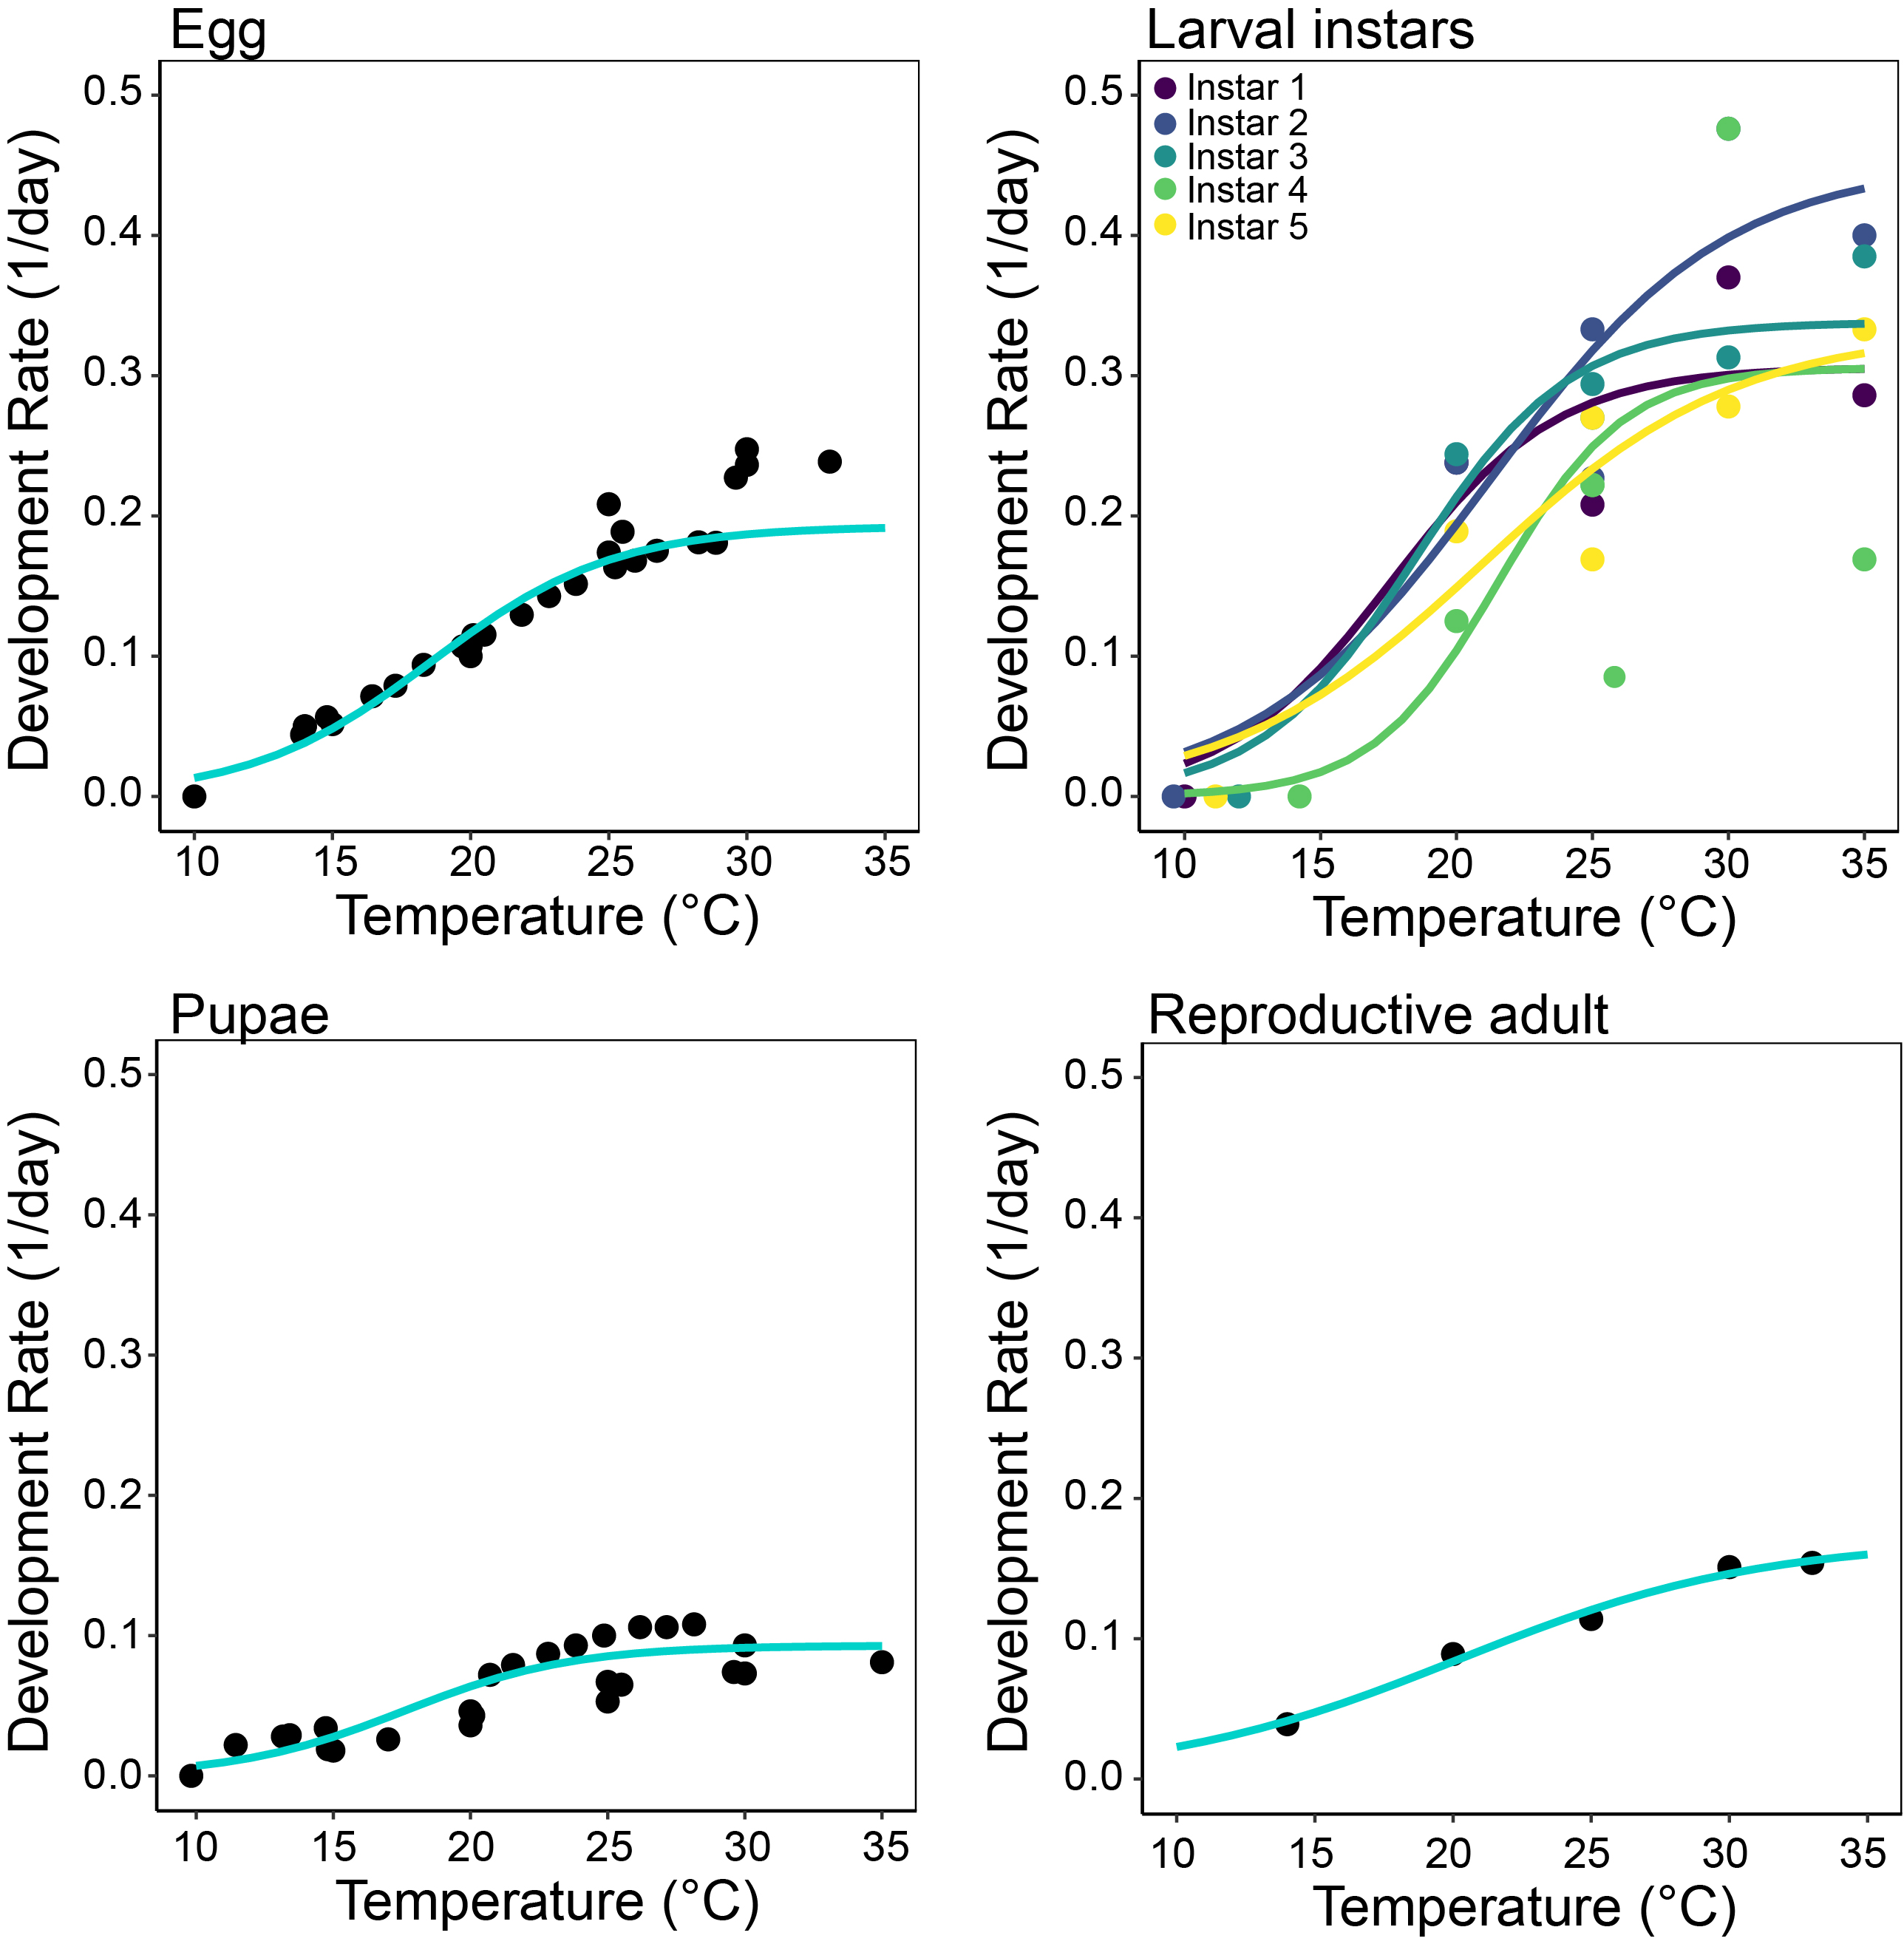 Egg
Development Rate (1/day)
0.5
0.4
0.3
0.2
0.1
0.0
10 15 20 25 30 35
Temperature (°C)
Larval instars
Development Rate (1/day)
0.5
0.4
0.3
0.2
0.1
0.0
Instar 1
Instar 2
Instar 3
Instar 4
Instar 5
10 15 20 25 30 35
Temperature (°C)
Pupae
Development Rate (1/day)
0.5
0.4
0.3
0.2
0.1
0.0
10 15 20 25 30 35
Temperature (°C)
Reproductive adult
Development Rate (1/day)
0.5
0.4
0.3
0.2
0.1
0.0
10 15 20 25 30 35
Temperature (°C)